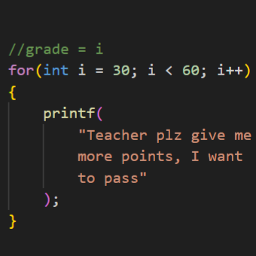 //grade = i
for(int i = 30; i < 60; i++)
{
printf(
"Teacher plz give me
more points, I want
to pass"
);
}